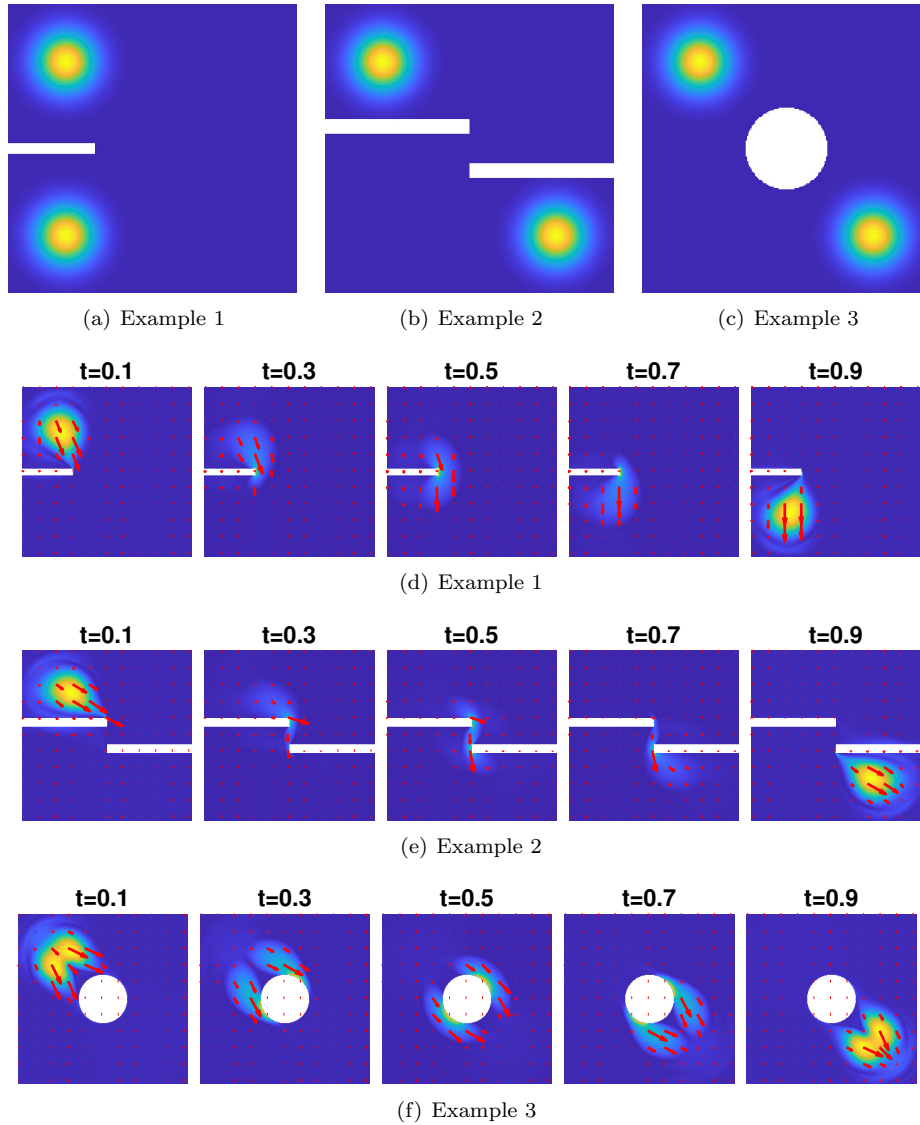 (a) Example 1 (b) Example 2 (c) Example 3
t=0.1 t=0.3 t=0.5 t=0.7 t=0.9
(d) Example 1
t=0.1 t=0.3 t=0.5 t=0.7 t=0.9
(e) Example 2
t=0.1 t=0.3 t=0.5 t=0.7 t=0.9
(f) Example 3